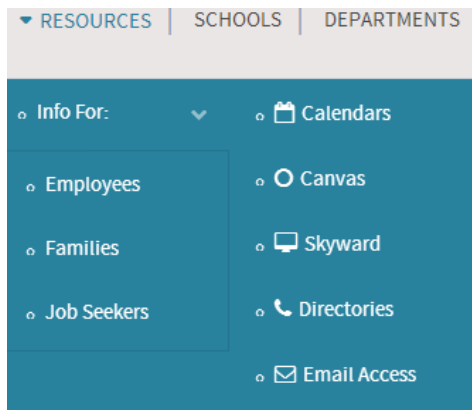 RESOURCES SCHOOLS DEPARTMENTS
Info For:
Employees
Families
Job Seekers
Calendars
Canvas
Skyward
Directories
Email Access